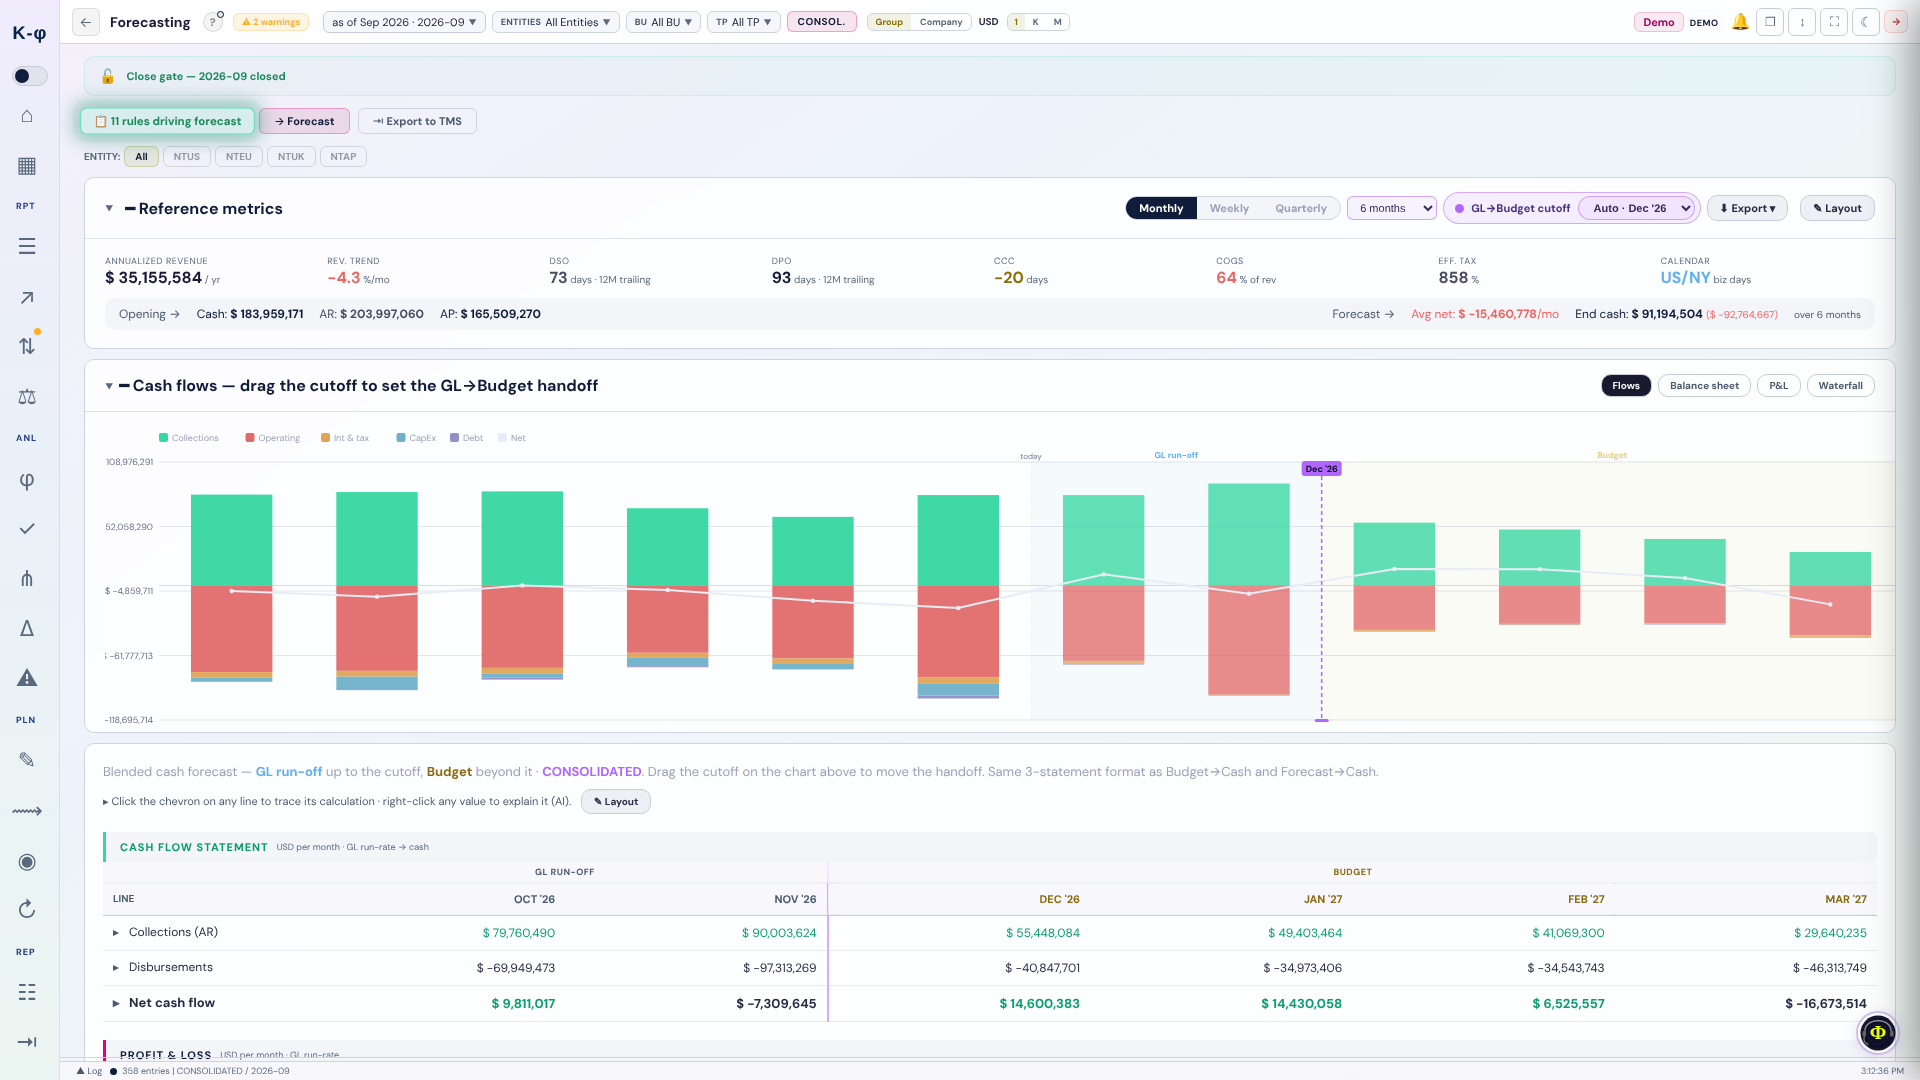 K-φ
Forecasting
?
⚠ 2 warnings
as of Sep 2026 · 2026-09 ▼
ENTITIES All Entities ▼
BU All BU ▼
TP All TP ▼
CONSOL.
Group Company
USD
1 K M
Demo
DEMO
Close gate — 2026-09 closed
11 rules driving forecast
→ Forecast
⇥ Export to TMS
ENTITY: All NTUS NTEU NTUK NTAP
RPT
ANL
PLN
REP
▼ ━ Reference metrics
Monthly Weekly Quarterly
6 months
GL→Budget cutoff Auto · Dec '26
⬇ Export ▾
✎ Layout
ANNUALIZED REVENUE REV. TREND DSO DPO CCC COGS EFF. TAX CALENDAR
$ 35,155,584 / yr −4.3 %/mo 73 days · 12M trailing 93 days · 12M trailing −20 days 64 % of rev 858 % US/NY biz days
Opening → Cash: $ 183,959,171 AR: $ 203,997,060 AP: $ 165,509,270 Forecast → Avg net: $ −15,460,778/mo End cash: $ 91,194,504 ($ −92,764,667) over 6 months
▼ ━ Cash flows — drag the cutoff to set the GL→Budget handoff
Flows Balance sheet P&L Waterfall
Collections Operating Int & tax CapEx Debt Net
today GL run-off Budget
Dec '26
108,976,291
52,058,290
$ −4,859,711
−61,777,713
−118,695,714
Blended cash forecast — GL run-off up to the cutoff, Budget beyond it · CONSOLIDATED. Drag the cutoff on the chart above to move the handoff. Same 3-statement format as Budget→Cash and Forecast→Cash.
▸ Click the chevron on any line to trace its calculation · right-click any value to explain it (AI). ✎ Layout
CASH FLOW STATEMENT USD per month · GL run-rate → cash
GL RUN-OFF BUDGET
LINE OCT '26 NOV '26 DEC '26 JAN '27 FEB '27 MAR '27
▸ Collections (AR) $ 79,760,490 $ 90,003,624 $ 55,448,084 $ 49,403,464 $ 41,069,300 $ 29,640,235
▸ Disbursements $ −69,949,473 $ −97,313,269 $ −40,847,701 $ −34,973,406 $ −34,543,743 $ −46,313,749
▸ Net cash flow $ 9,811,017 $ −7,309,645 $ 14,600,383 $ 14,430,058 $ 6,525,557 $ −16,673,514
PROFIT & LOSS USD per month · GL run-rate
Φ
▲ Log ● 358 entries | CONSOLIDATED / 2026-09
3:12:36 PM